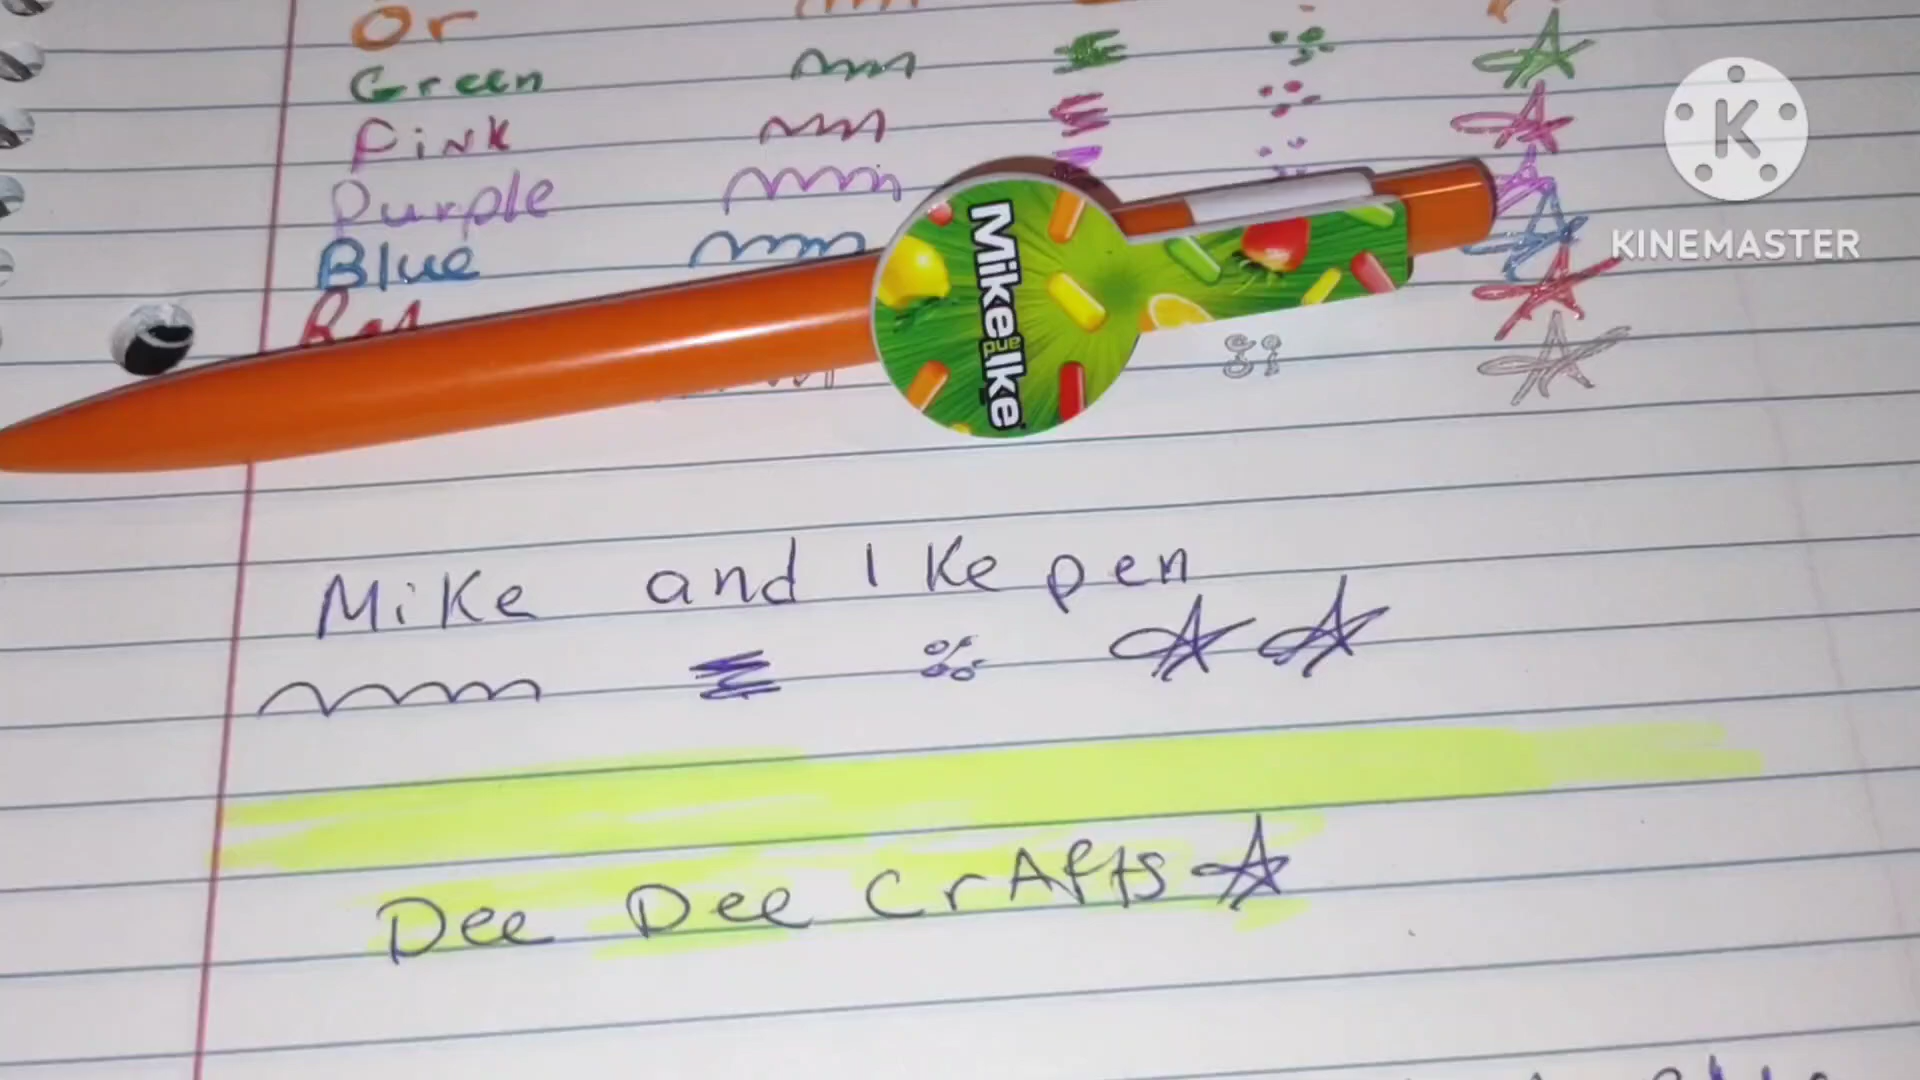 Or
Green
Pink
Purple
Blue
K
KINEMASTER
Mike and Ike
Mike and Ike pen
Dee Dee CrAfts